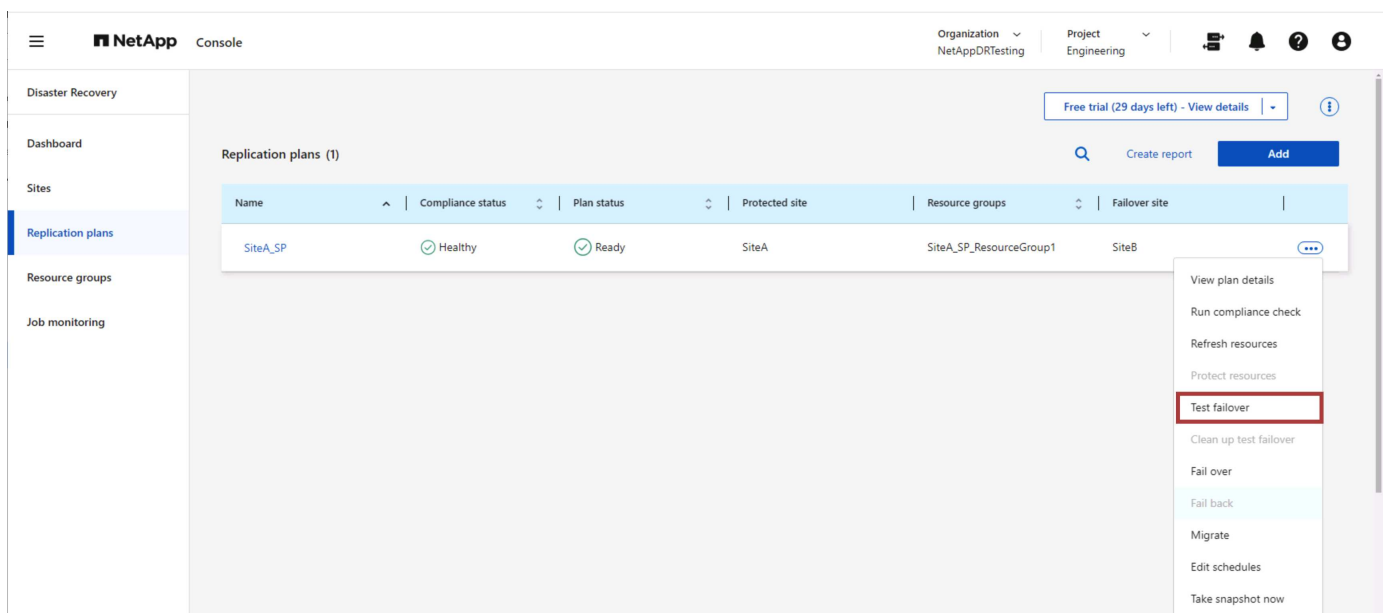 NetApp Console
Organization
NetAppDRTesting
Project
Engineering
Disaster Recovery
Dashboard
Sites
Replication plans
Resource groups
Job monitoring
Free trial (29 days left) - View details
Replication plans (1)
Create report
Add
Name Compliance status Plan status Protected site Resource groups Failover site
SiteA_SP Healthy Ready SiteA SiteA_SP_ResourceGroup1 SiteB
View plan details
Run compliance check
Refresh resources
Protect resources
Test failover
Clean up test failover
Fail over
Fail back
Migrate
Edit schedules
Take snapshot now